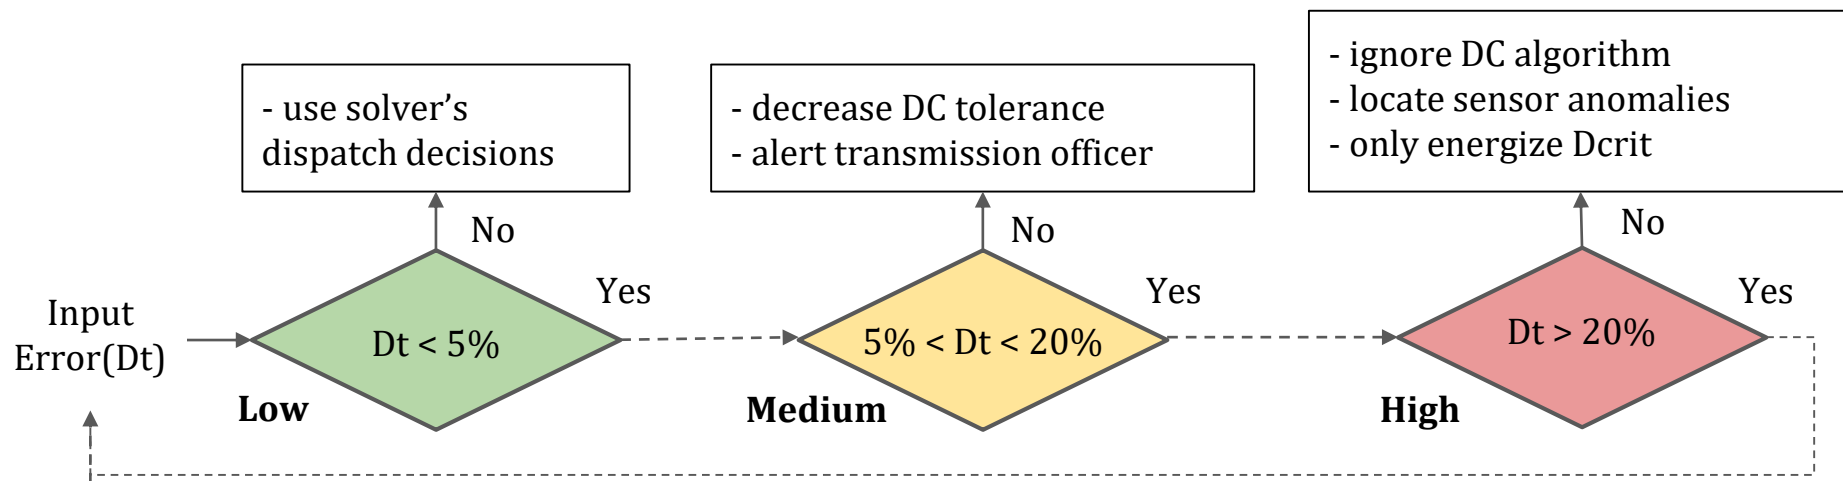 Input
Error(Dt)
- use solver’s
dispatch decisions
No
Yes
Dt < 5%
Low
- decrease DC tolerance
- alert transmission officer
No
Yes
5% < Dt < 20%
Medium
- ignore DC algorithm
- locate sensor anomalies
- only energize Dcrit
No
Yes
Dt > 20%
High